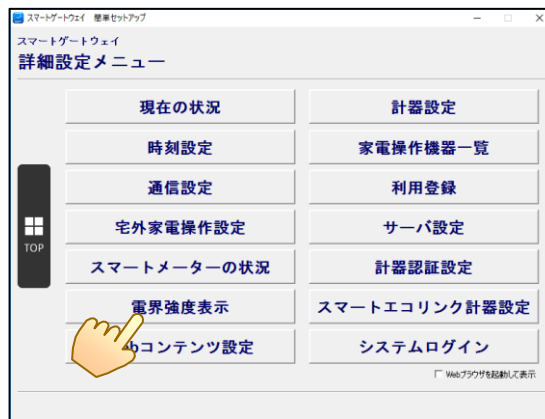 スマートゲートウェイ 簡単セットアップ
スマートゲートウェイ
詳細設定メニュー
現在の状況
計器設定
時刻設定
家電操作機器一覧
通信設定
利用登録
宅外家電操作設定
サーバ設定
TOP
スマートメーターの状況
計器認証設定
電界強度表示
スマートエコリンク計器設定
bコンテンツ設定
システムログイン
Webブラウザを起動して表示